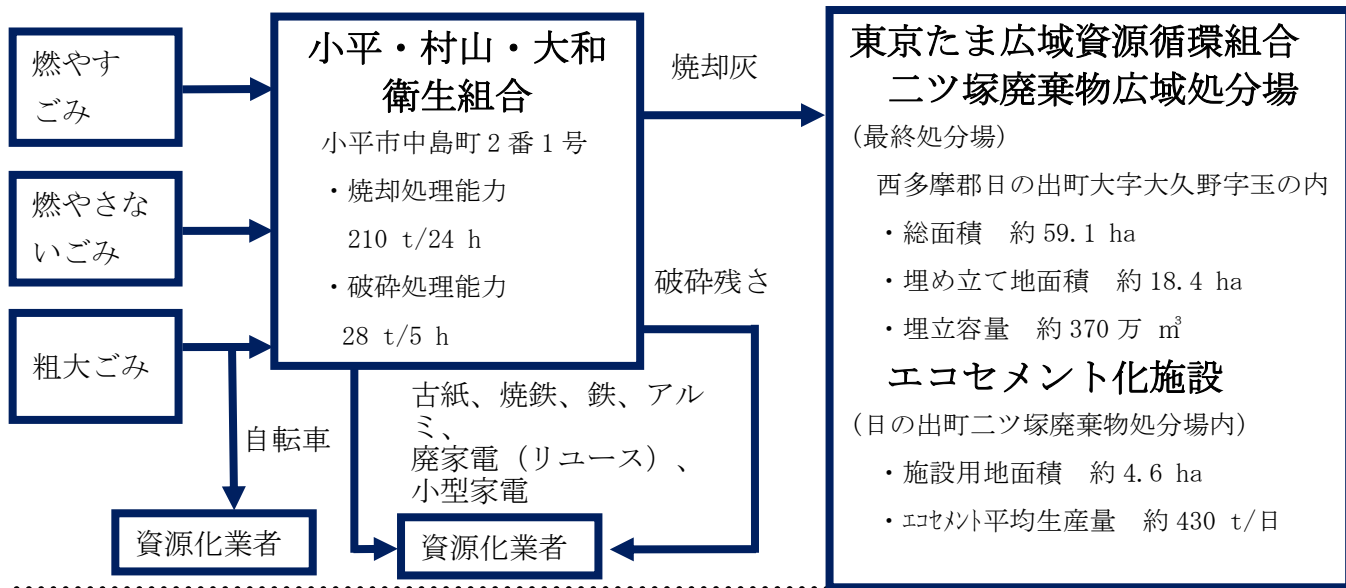 燃やす
ごみ
燃やさな
いごみ
粗大ごみ
自転車
資源化業者
小平・村山・大和
衛生組合
小平市中島町２番１号
・焼却処理能力
210 t/24 h
・破砕処理能力
28 t/5 h
古紙、焼鉄、鉄、アル
ミ、
廃家電（リユース）、
小型家電
資源化業者
焼却灰
破砕残さ
東京たま広域資源循環組合
二ツ塚廃棄物広域処分場
(最終処分場)
西多摩郡日の出町大字大久野字玉の内
・総面積　約 59.1 ha
・埋め立て地面積　約 18.4 ha
・埋立容量　約 370 万 ㎥
エコセメント化施設
(日の出町二ツ塚廃棄物処分場内)
・施設用地面積　約 4.6 ha
・ｴｺｾﾒﾝﾄ平均生産量　約 430 t/日